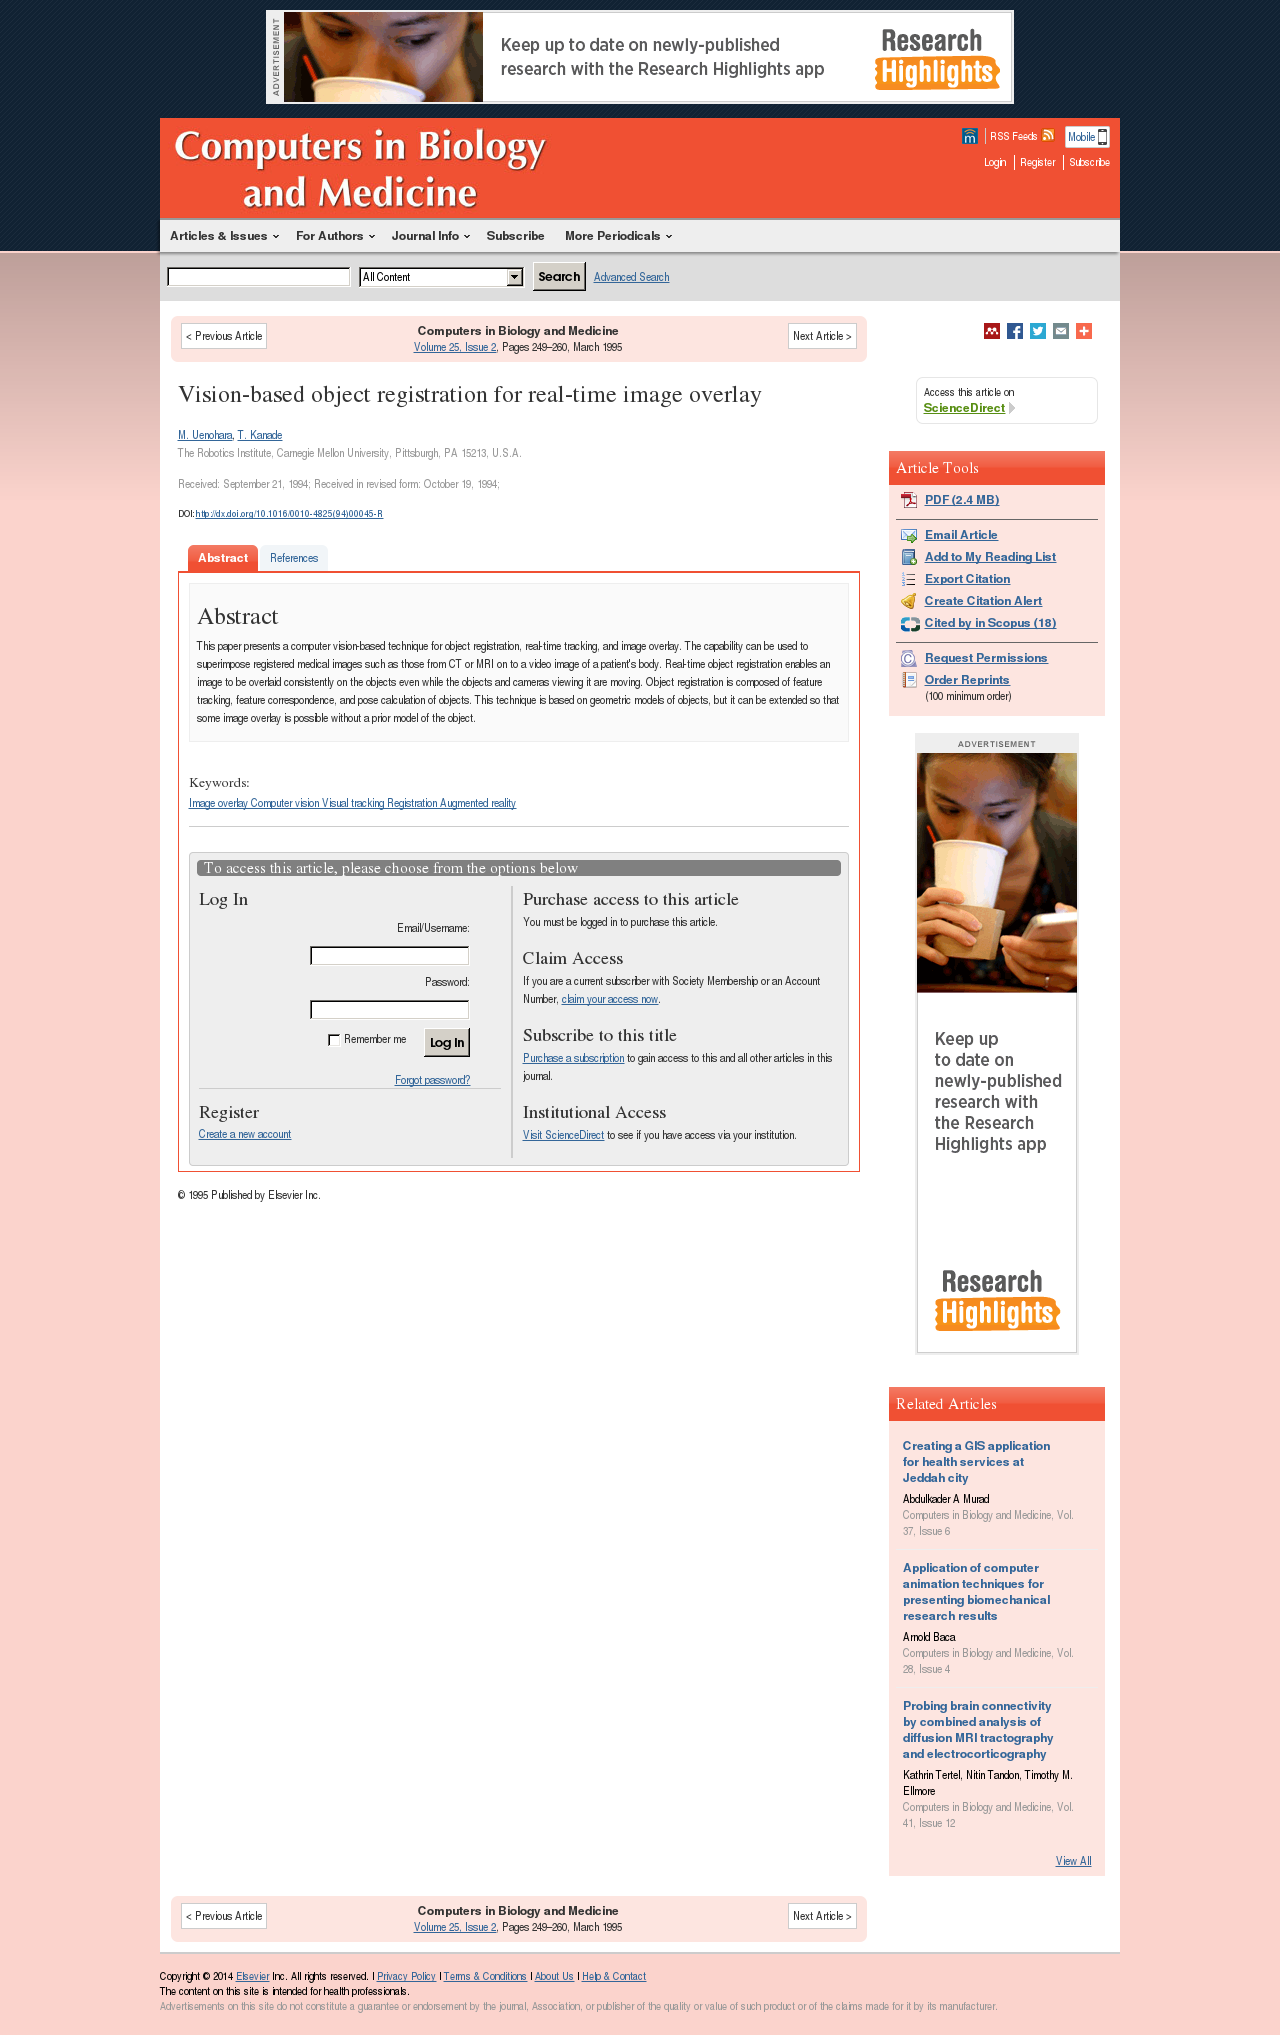 ADVERTISEMENT
Keep up to date on newly-published
research with the Research Highlights app
Research
Highlights
Computers in Biology
and Medicine
m
RSS Feeds
Mobile
Login
Register
Subscribe
Articles & Issues
For Authors
Journal Info
Subscribe
More Periodicals
All Content
Search
Advanced Search
< Previous Article
Computers in Biology and Medicine
Volume 25, Issue 2, Pages 249–260, March 1995
Next Article >
Vision-based object registration for real-time image overlay
M. Uenohara, T. Kanade
The Robotics Institute, Carnegie Mellon University, Pittsburgh, PA 15213, U.S.A.
Received: September 21, 1994; Received in revised form: October 19, 1994;
DOI: http://dx.doi.org/10.1016/0010-4825(94)00045-R
Abstract
References
Abstract
This paper presents a computer vision-based technique for object registration, real-time tracking, and image overlay. The capability can be used to
superimpose registered medical images such as those from CT or MRI on to a video image of a patient's body. Real-time object registration enables an
image to be overlaid consistently on the objects even while the objects and cameras viewing it are moving. Object registration is composed of feature
tracking, feature correspondence, and pose calculation of objects. This technique is based on geometric models of objects, but it can be extended so that
some image overlay is possible without a prior model of the object.
Keywords:
Image overlay Computer vision Visual tracking Registration Augmented reality
To access this article, please choose from the options below
Log In
Email/Username:
Password:
Remember me
Log In
Forgot password?
Register
Create a new account
Purchase access to this article
You must be logged in to purchase this article.
Claim Access
If you are a current subscriber with Society Membership or an Account
Number, claim your access now.
Subscribe to this title
Purchase a subscription to gain access to this and all other articles in this
journal.
Institutional Access
Visit ScienceDirect to see if you have access via your institution.
© 1995 Published by Elsevier Inc.
Access this article on
ScienceDirect
Article Tools
PDF (2.4 MB)
Email Article
Add to My Reading List
Export Citation
Create Citation Alert
Cited by in Scopus (18)
Request Permissions
Order Reprints
(100 minimum order)
ADVERTISEMENT
Keep up
to date on
newly-published
research with
the Research
Highlights app
Research
Highlights
Related Articles
Creating a GIS application
for health services at
Jeddah city
Abdulkader A Murad
Computers in Biology and Medicine, Vol.
37, Issue 6
Application of computer
animation techniques for
presenting biomechanical
research results
Arnold Baca
Computers in Biology and Medicine, Vol.
28, Issue 4
Probing brain connectivity
by combined analysis of
diffusion MRI tractography
and electrocorticography
Kathrin Tertel, Nitin Tandon, Timothy M.
Ellmore
Computers in Biology and Medicine, Vol.
41, Issue 12
View All
< Previous Article
Computers in Biology and Medicine
Volume 25, Issue 2, Pages 249–260, March 1995
Next Article >
Copyright © 2014 Elsevier Inc. All rights reserved. | Privacy Policy | Terms & Conditions | About Us | Help & Contact
The content on this site is intended for health professionals.
Advertisements on this site do not constitute a guarantee or endorsement by the journal, Association, or publisher of the quality or value of such product or of the claims made for it by its manufacturer.